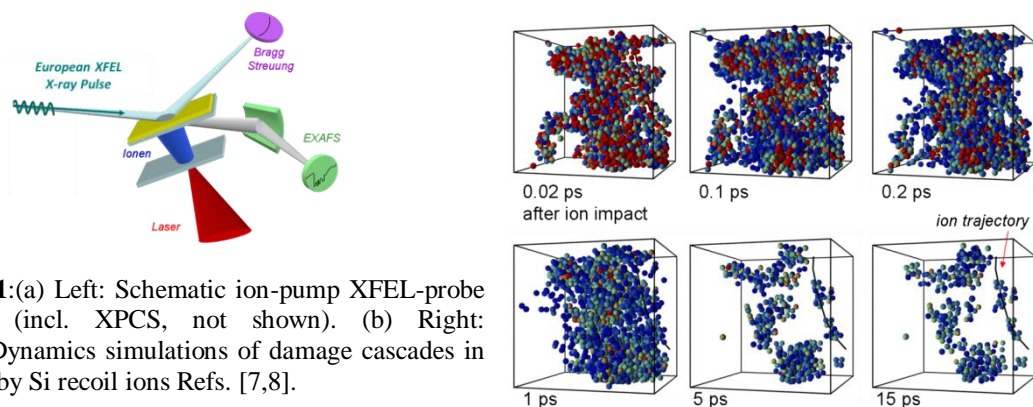 European XFEL
X-ray Pulse
Bragg
Streuung
Ionen
EXAFS
Laser
1:(a) Left: Schematic ion-pump XFEL-probe
(incl. XPCS, not shown). (b) Right:
Dynamics simulations of damage cascades in
by Si recoil ions Refs. [7,8].
0.02 ps
after ion impact
0.1 ps
0.2 ps
ion trajectory
1 ps
5 ps
15 ps